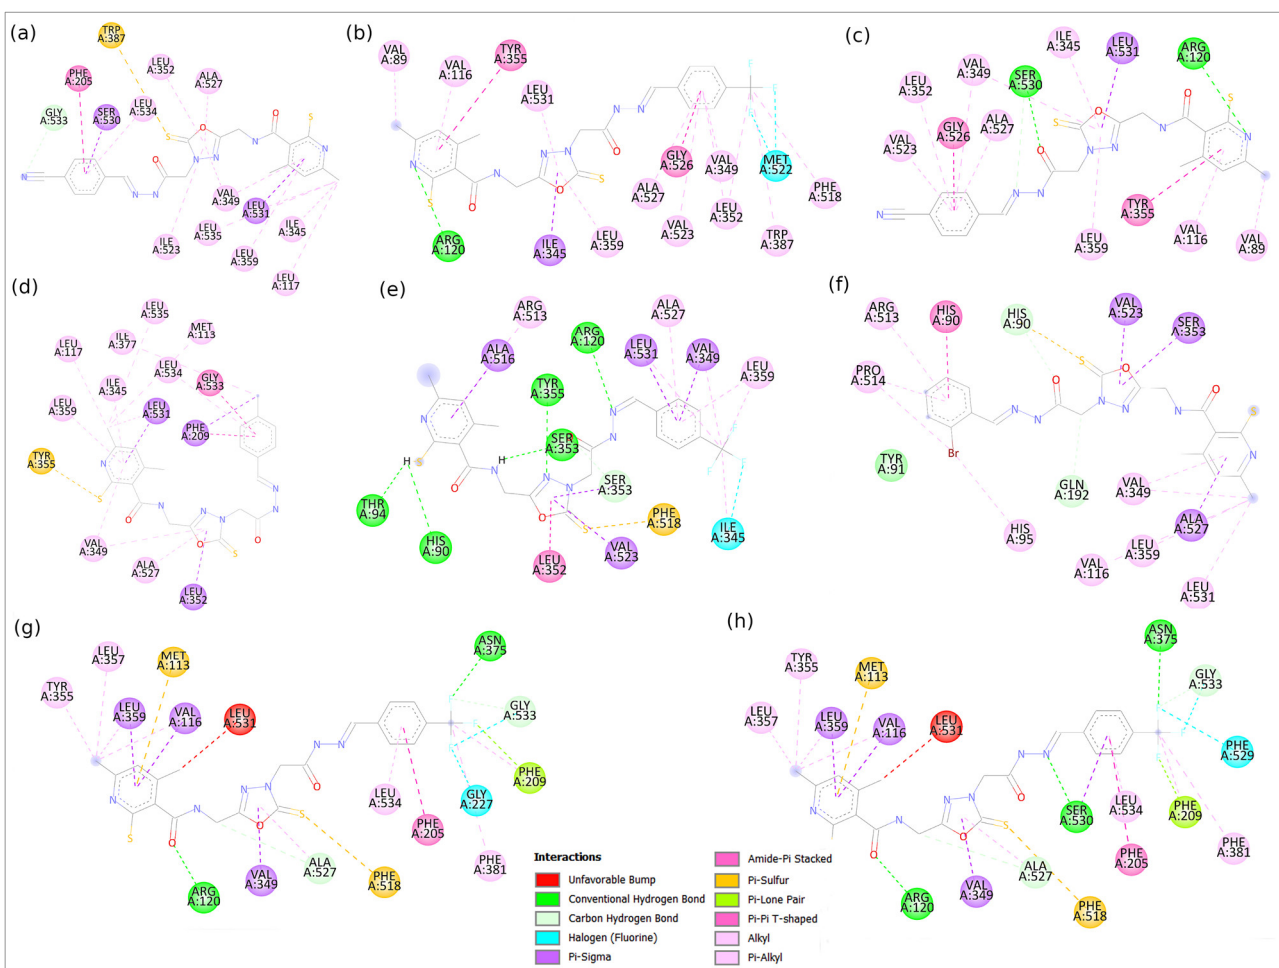 (a)
TRP
A:387
PHE
A:205
LEU
A:352
ALA
A:527
GLY
A:533
SER
A:530
LEU
A:534
VAL
A:349
LEU
A:531
LEU
A:535
ILE
A:345
ILE
A:523
LEU
A:359
LEU
A:117
(b)
VAL
A:89
VAL
A:116
TYR
A:355
LEU
A:531
GLY
A:526
VAL
A:349
MET
A:522
ALA
A:527
LEU
A:352
PHE
A:518
VAL
A:523
TRP
A:387
ARG
A:120
ILE
A:345
LEU
A:359
(c)
ILE
A:345
LEU
A:531
ARG
A:120
VAL
A:349
SER
A:530
LEU
A:352
GLY
A:526
ALA
A:527
VAL
A:523
TYR
A:355
LEU
A:359
VAL
A:116
VAL
A:89
(d)
LEU
A:535
MET
A:113
ILE
A:377
LEU
A:117
LEU
A:534
GLY
A:533
ILE
A:345
LEU
A:359
LEU
A:531
PHE
A:209
TYR
A:355
VAL
A:349
ALA
A:527
LEU
A:352
(e)
ARG
A:513
ALA
A:527
ARG
A:120
ALA
A:516
LEU
A:531
VAL
A:349
LEU
A:359
TYR
A:355
SER
A:353
SER
A:353
THR
A:94
PHE
A:518
ILE
A:345
HIS
A:90
LEU
A:352
VAL
A:523
(f)
ARG
A:513
HIS
A:90
HIS
A:90
VAL
A:523
SER
A:353
PRO
A:514
Br
TYR
A:91
GLN
A:192
VAL
A:349
HIS
A:95
ALA
A:527
LEU
A:359
VAL
A:116
LEU
A:531
(g)
LEU
A:357
MET
A:113
ASN
A:375
TYR
A:355
LEU
A:359
VAL
A:116
LEU
A:531
GLY
A:533
PHE
A:209
LEU
A:534
GLY
A:227
PHE
A:205
ALA
A:527
PHE
A:381
VAL
A:349
PHE
A:518
ARG
A:120
(h)
ASN
A:375
TYR
A:355
MET
A:113
GLY
A:533
LEU
A:357
LEU
A:359
VAL
A:116
LEU
A:531
PHE
A:529
SER
A:530
LEU
A:534
PHE
A:209
PHE
A:205
PHE
A:381
ALA
A:527
VAL
A:349
ARG
A:120
PHE
A:518
Interactions
Unfavorable Bump
Conventional Hydrogen Bond
Carbon Hydrogen Bond
Halogen (Fluorine)
Pi-Sigma
Amide-Pi Stacked
Pi-Sulfur
Pi-Lone Pair
Pi-Pi T-shaped
Alkyl
Pi-Alkyl